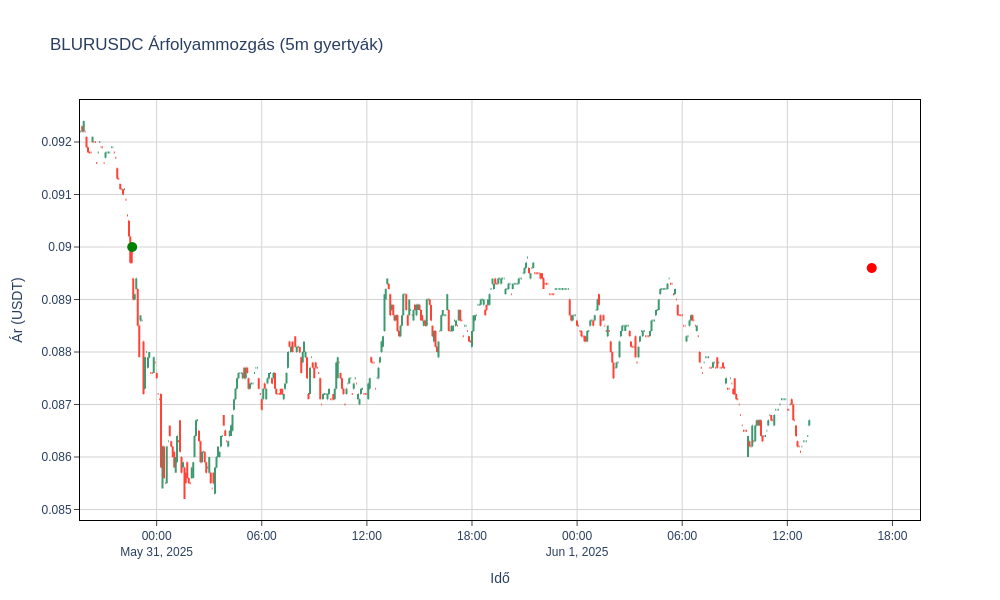 BLURUSDC Árfolyammozgás (5m gyertyák)
0.092
0.091
0.09
0.089
0.088
0.087
0.086
0.085
Ár (USDT)
00:00 06:00 12:00 18:00 00:00 06:00 12:00 18:00
May 31, 2025 Jun 1, 2025
Idő